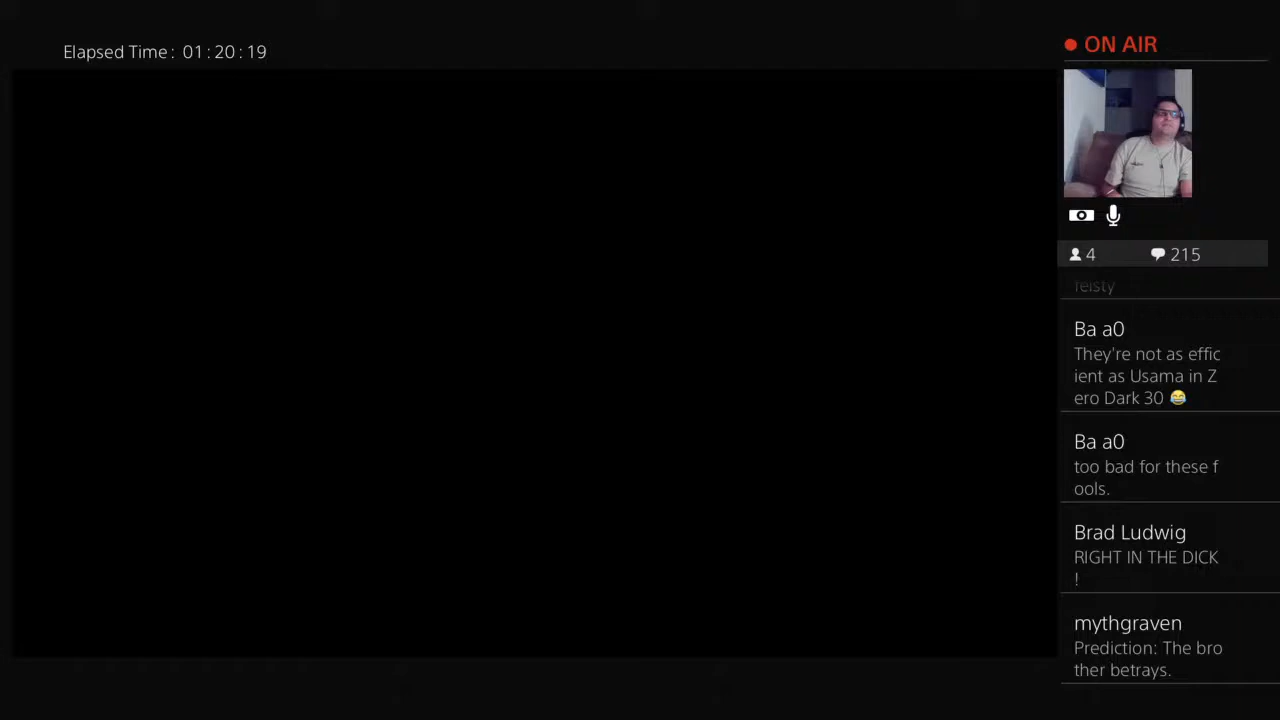 Elapsed Time: 01:20:19
ON AIR
4 215
feisty
Ba a0
They're not as effic
ient as Usama in Z
ero Dark 30 😂
Ba a0
too bad for these f
ools.
Brad Ludwig
RIGHT IN THE DICK
!
mythgraven
Prediction: The bro
ther betrays.